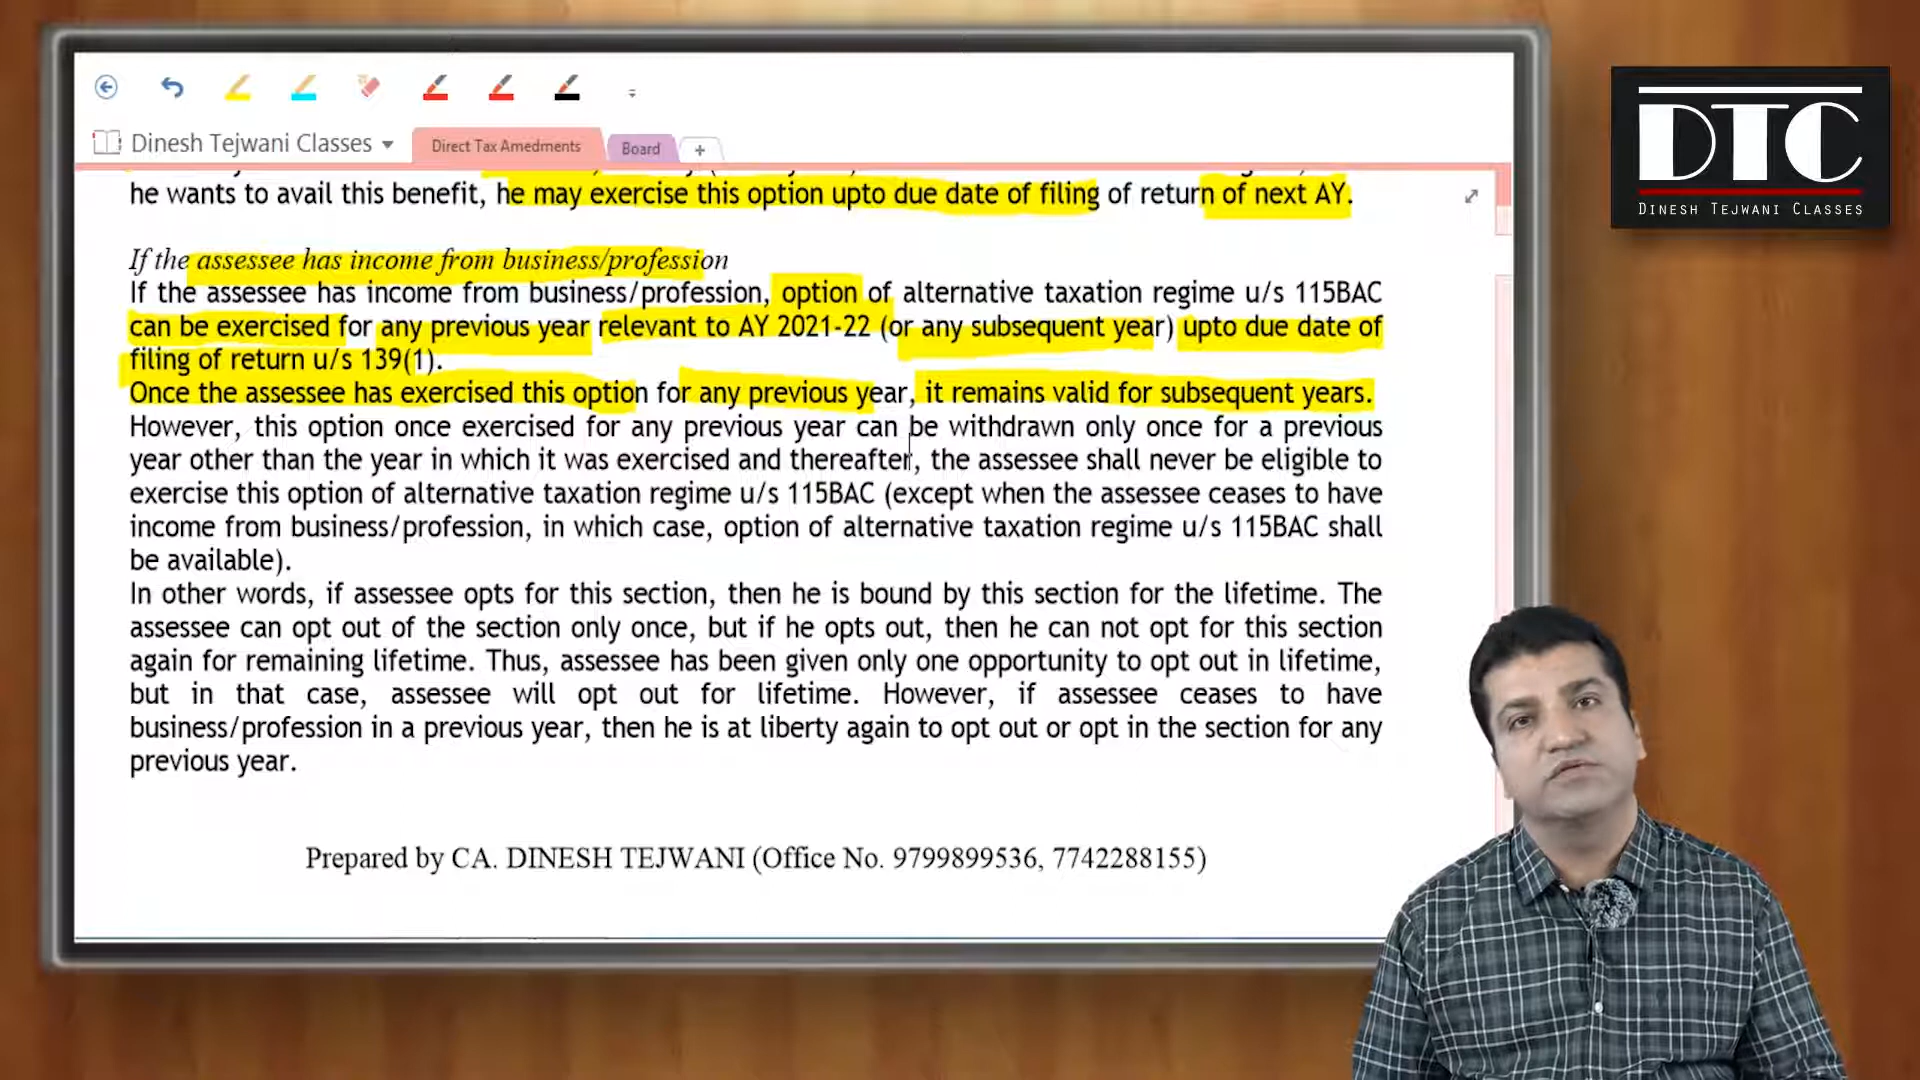 DTC
DINESH TEJWANI CLASSES
Dinesh Tejwani Classes
Direct Tax Amedments
Board
+
he wants to avail this benefit, he may exercise this option upto due date of filing of return of next AY.
If the assessee has income from business/profession
If the assessee has income from business/profession, option of alternative taxation regime u/s 115BAC
can be exercised for any previous year relevant to AY 2021-22 (or any subsequent year) upto due date of
filing of return u/s 139(1).
Once the assessee has exercised this option for any previous year, it remains valid for subsequent years.
However, this option once exercised for any previous year can be withdrawn only once for a previous
year other than the year in which it was exercised and thereafter, the assessee shall never be eligible to
exercise this option of alternative taxation regime u/s 115BAC (except when the assessee ceases to have
income from business/profession, in which case, option of alternative taxation regime u/s 115BAC shall
be available).
In other words, if assessee opts for this section, then he is bound by this section for the lifetime. The
assessee can opt out of the section only once, but if he opts out, then he can not opt for this section
again for remaining lifetime. Thus, assessee has been given only one opportunity to opt out in lifetime,
but in that case, assessee will opt out for lifetime. However, if assessee ceases to have
business/profession in a previous year, then he is at liberty again to opt out or opt in the section for any
previous year.
Prepared by CA. DINESH TEJWANI (Office No. 9799899536, 7742288155)